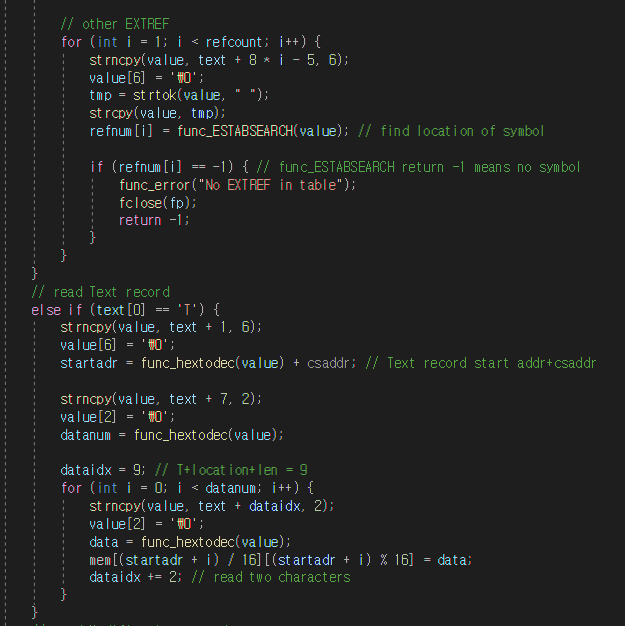 // other EXTREF
for (int i = 1; i < refcount; i++) {
strncpy(value, text + 8 * i - 5, 6);
value[6] = '₩0';
tmp = strtok(value, " ");
strcpy(value, tmp);
refnum[i] = func_ESTABSEARCH(value); // find location of symbol
if (refnum[i] == -1) { // func_ESTABSEARCH return -1 means no symbol
func_error("No EXTREF in table");
fclose(fp);
return -1;
}
}
}
// read Text record
else if (text[0] == 'T') {
strncpy(value, text + 1, 6);
value[6] = '₩0';
startadr = func_hextodec(value) + csaddr; // Text record start addr+csaddr
strncpy(value, text + 7, 2);
value[2] = '₩0';
datanum = func_hextodec(value);
dataidx = 9; // T+location+len = 9
for (int i = 0; i < datanum; i++) {
strncpy(value, text + dataidx, 2);
value[2] = '₩0';
data = func_hextodec(value);
mem[(startadr + i) / 16][(startadr + i) % 16] = data;
dataidx += 2; // read two characters
}
}